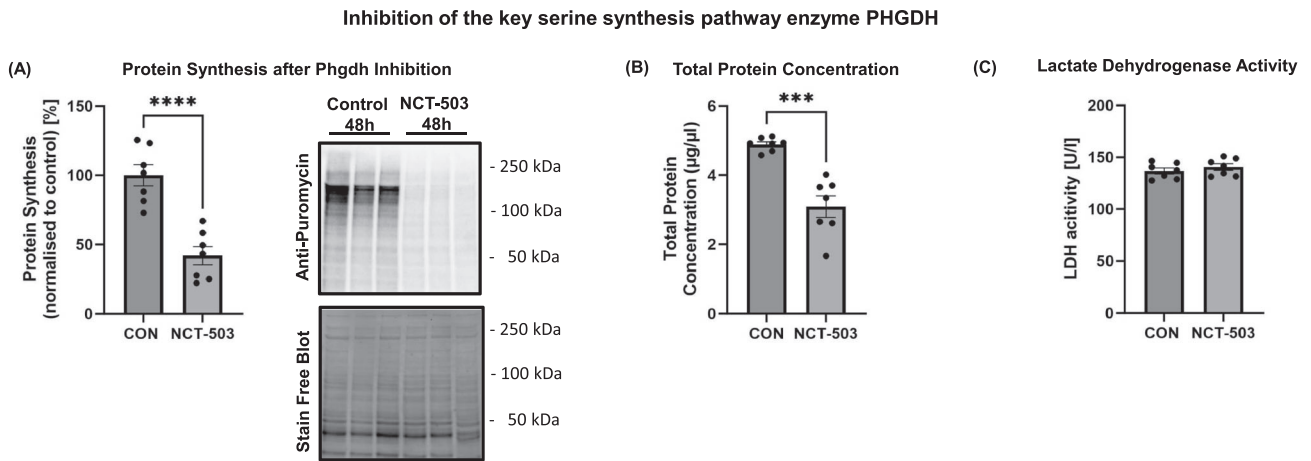 Inhibition of the key serine synthesis pathway enzyme PHGDH
(A)
Protein Synthesis after Phgdh Inhibition
Protein Synthesis
(normalised to control) [%]
150
100
50
0
****
CON
NCT-503
Control
48h
NCT-503
48h
Anti-Puromycin
- 250 kDa
- 100 kDa
- 50 kDa
Stain Free Blot
- 250 kDa
- 100 kDa
- 50 kDa
(B)
Total Protein Concentration
Total Protein
Concentration (µg/µl)
6
4
2
0
***
CON
NCT-503
(C)
Lactate Dehydrogenase Activity
LDH acitivity [U/l]
200
150
100
50
0
CON
NCT-503